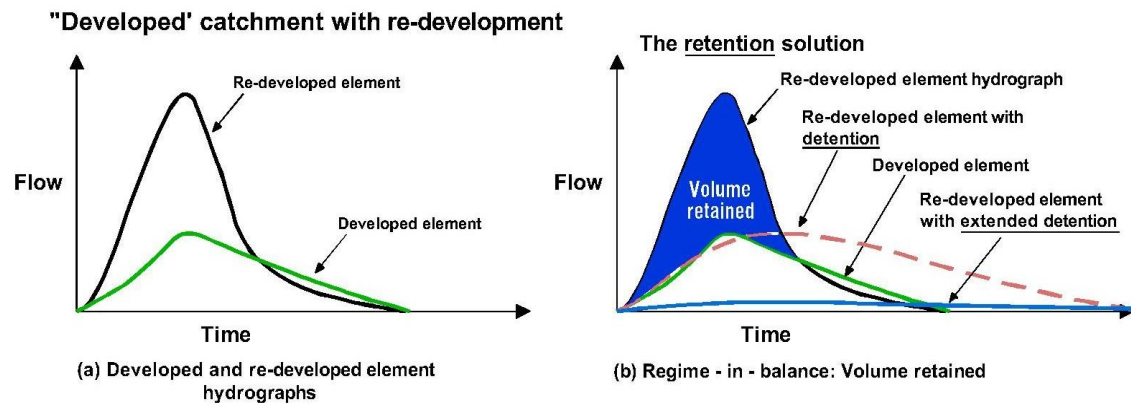 "Developed' catchment with re-development
Re-developed element
Flow
Developed element
Time
(a) Developed and re-developed element
hydrographs
The retention solution
Re-developed element hydrograph
Re-developed element with
detention
Developed element
Flow
Volume
retained
Re-developed element
with extended detention
Time
(b) Regime - in - balance: Volume retained